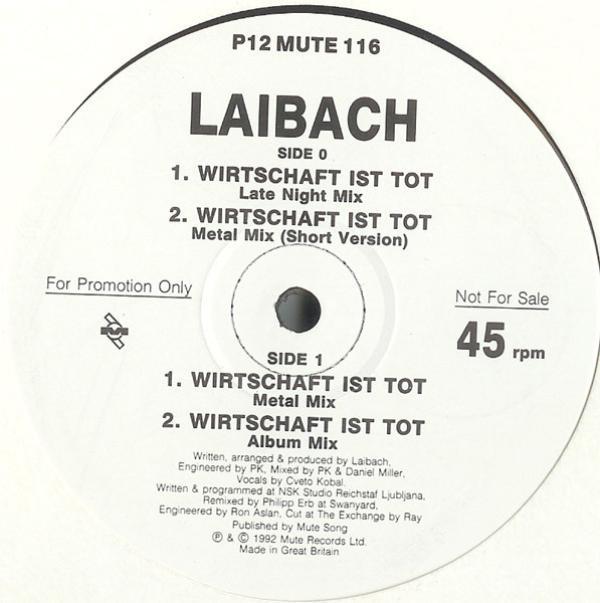 P12 MUTE 116
LAIBACH
SIDE 0
1. WIRTSCHAFT IST TOT
Late Night Mix
2. WIRTSCHAFT IST TOT
Metal Mix (Short Version)
For Promotion Only
Not For Sale
45 rpm
SIDE 1
1. WIRTSCHAFT IST TOT
Metal Mix
2. WIRTSCHAFT IST TOT
Album Mix
Written, arranged & produced by Laibach,
Engineered by PK, Mixed by PK & Daniel Miller,
Vocals by Cveto Kobal.
Written & programmed at NSK Studio Reichstaf Ljubljana,
Remixed by Philipp Erb at Swanyard,
Engineered by Ron Aslan, Cut at The Exchange by Ray
Published by Mute Song
℗ & © 1992 Mute Records Ltd.
Made in Great Britain